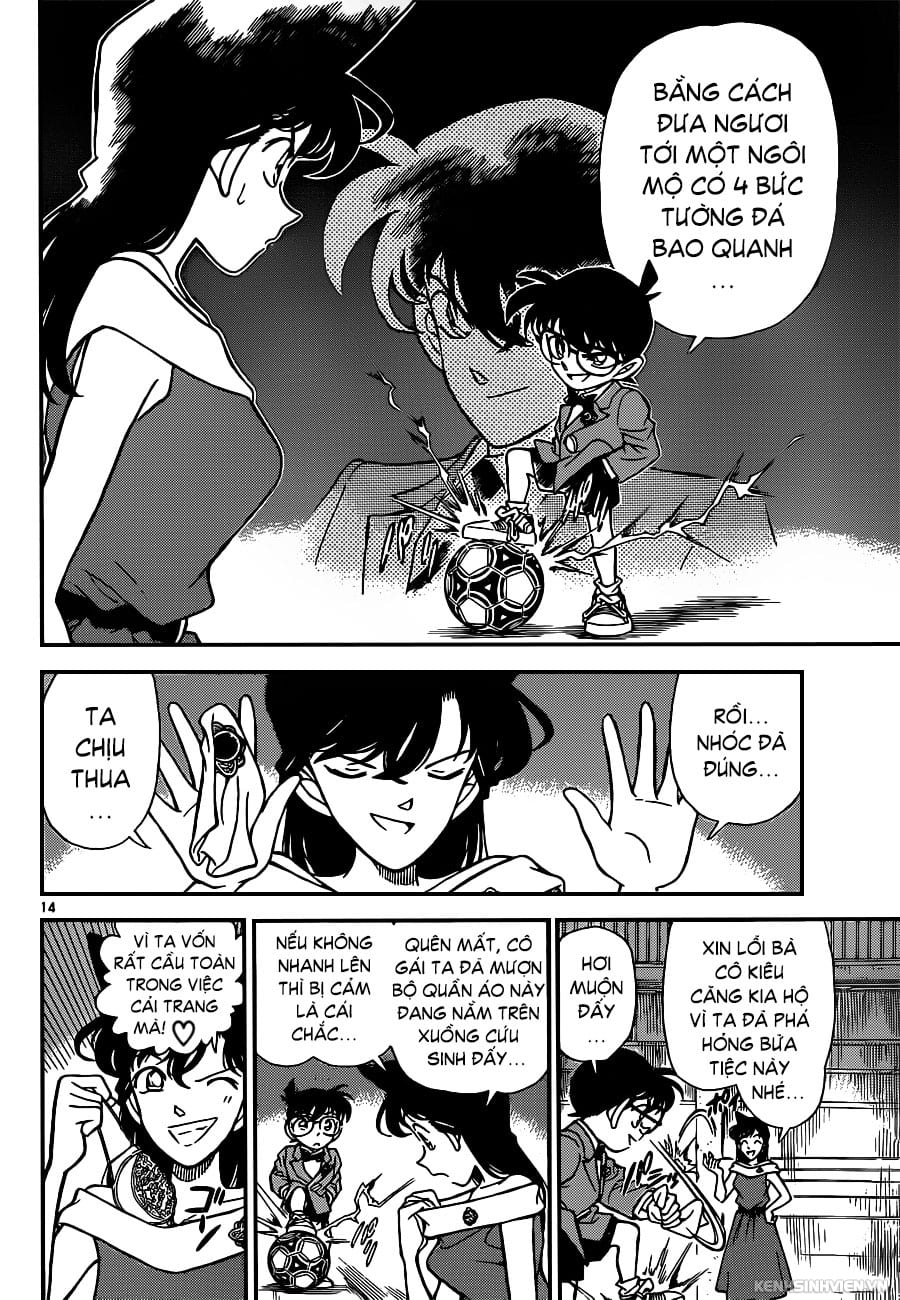 BẰNG CÁCH
ĐƯA NGƯƠI
TỚI MỘT NGÔI
MỘ CÓ 4 BỨC
TƯỜNG ĐÁ
BAO QUANH
...
RỒI...
NHÓC ĐÃ
ĐÚNG...
TA
CHỊU
THUA
...
14
XIN LỒI BÀ
CÔ KIÊU
CĂNG KIA HỘ
VÌ TA ĐÃ PHÁ
HỎNG BỮA
TIỆC NÀY
NHÉ.
HƠI
MUỘN
ĐẤY
...
QUÊN MẤT, CÔ
GÁI TA ĐÃ MƯỢN
BỘ QUẦN ÁO NÀY
ĐANG NẰM TRÊN
XUỒNG CỨU
SINH ĐẤY...
NẾU KHÔNG
NHANH LÊN
THÌ BỊ CẢM
LÀ CÁI
CHẮC...
VÌ TA VỐN
RẤT CẦU TOÀN
TRONG VIỆC
CẢI TRANG
MÀ! ♡
KENHSINHVIEN.VN